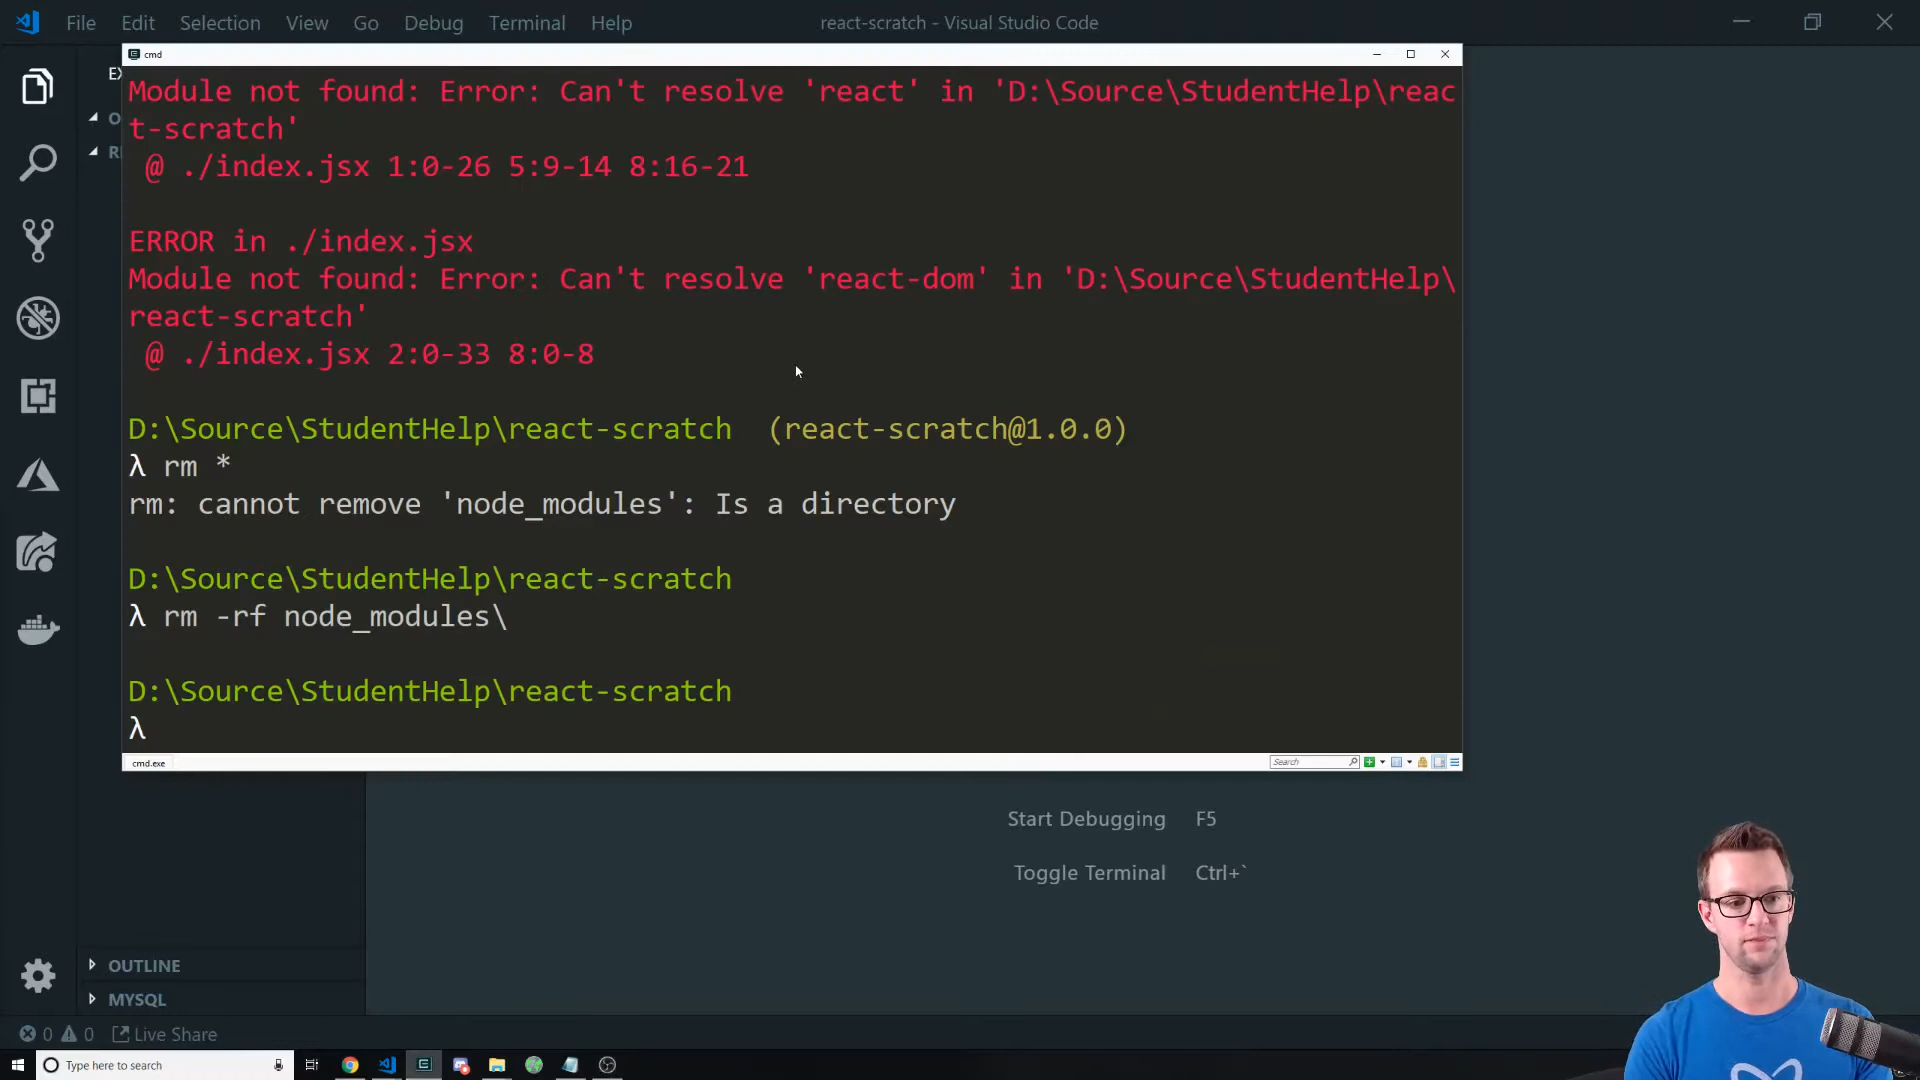 File Edit Selection View Go Debug Terminal Help
react-scratch - Visual Studio Code
cmd
Module not found: Error: Can't resolve 'react' in 'D:\Source\StudentHelp\reac
t-scratch'
@ ./index.jsx 1:0-26 5:9-14 8:16-21
ERROR in ./index.jsx
Module not found: Error: Can't resolve 'react-dom' in 'D:\Source\StudentHelp\
react-scratch'
@ ./index.jsx 2:0-33 8:0-8
D:\Source\StudentHelp\react-scratch (react-scratch@1.0.0)
λ rm *
rm: cannot remove 'node_modules': Is a directory
D:\Source\StudentHelp\react-scratch
λ rm -rf node_modules\
D:\Source\StudentHelp\react-scratch
λ
cmd.exe
Search
Start Debugging F5
Toggle Terminal Ctrl+`
OUTLINE
MYSQL
0 0 Live Share
Type here to search